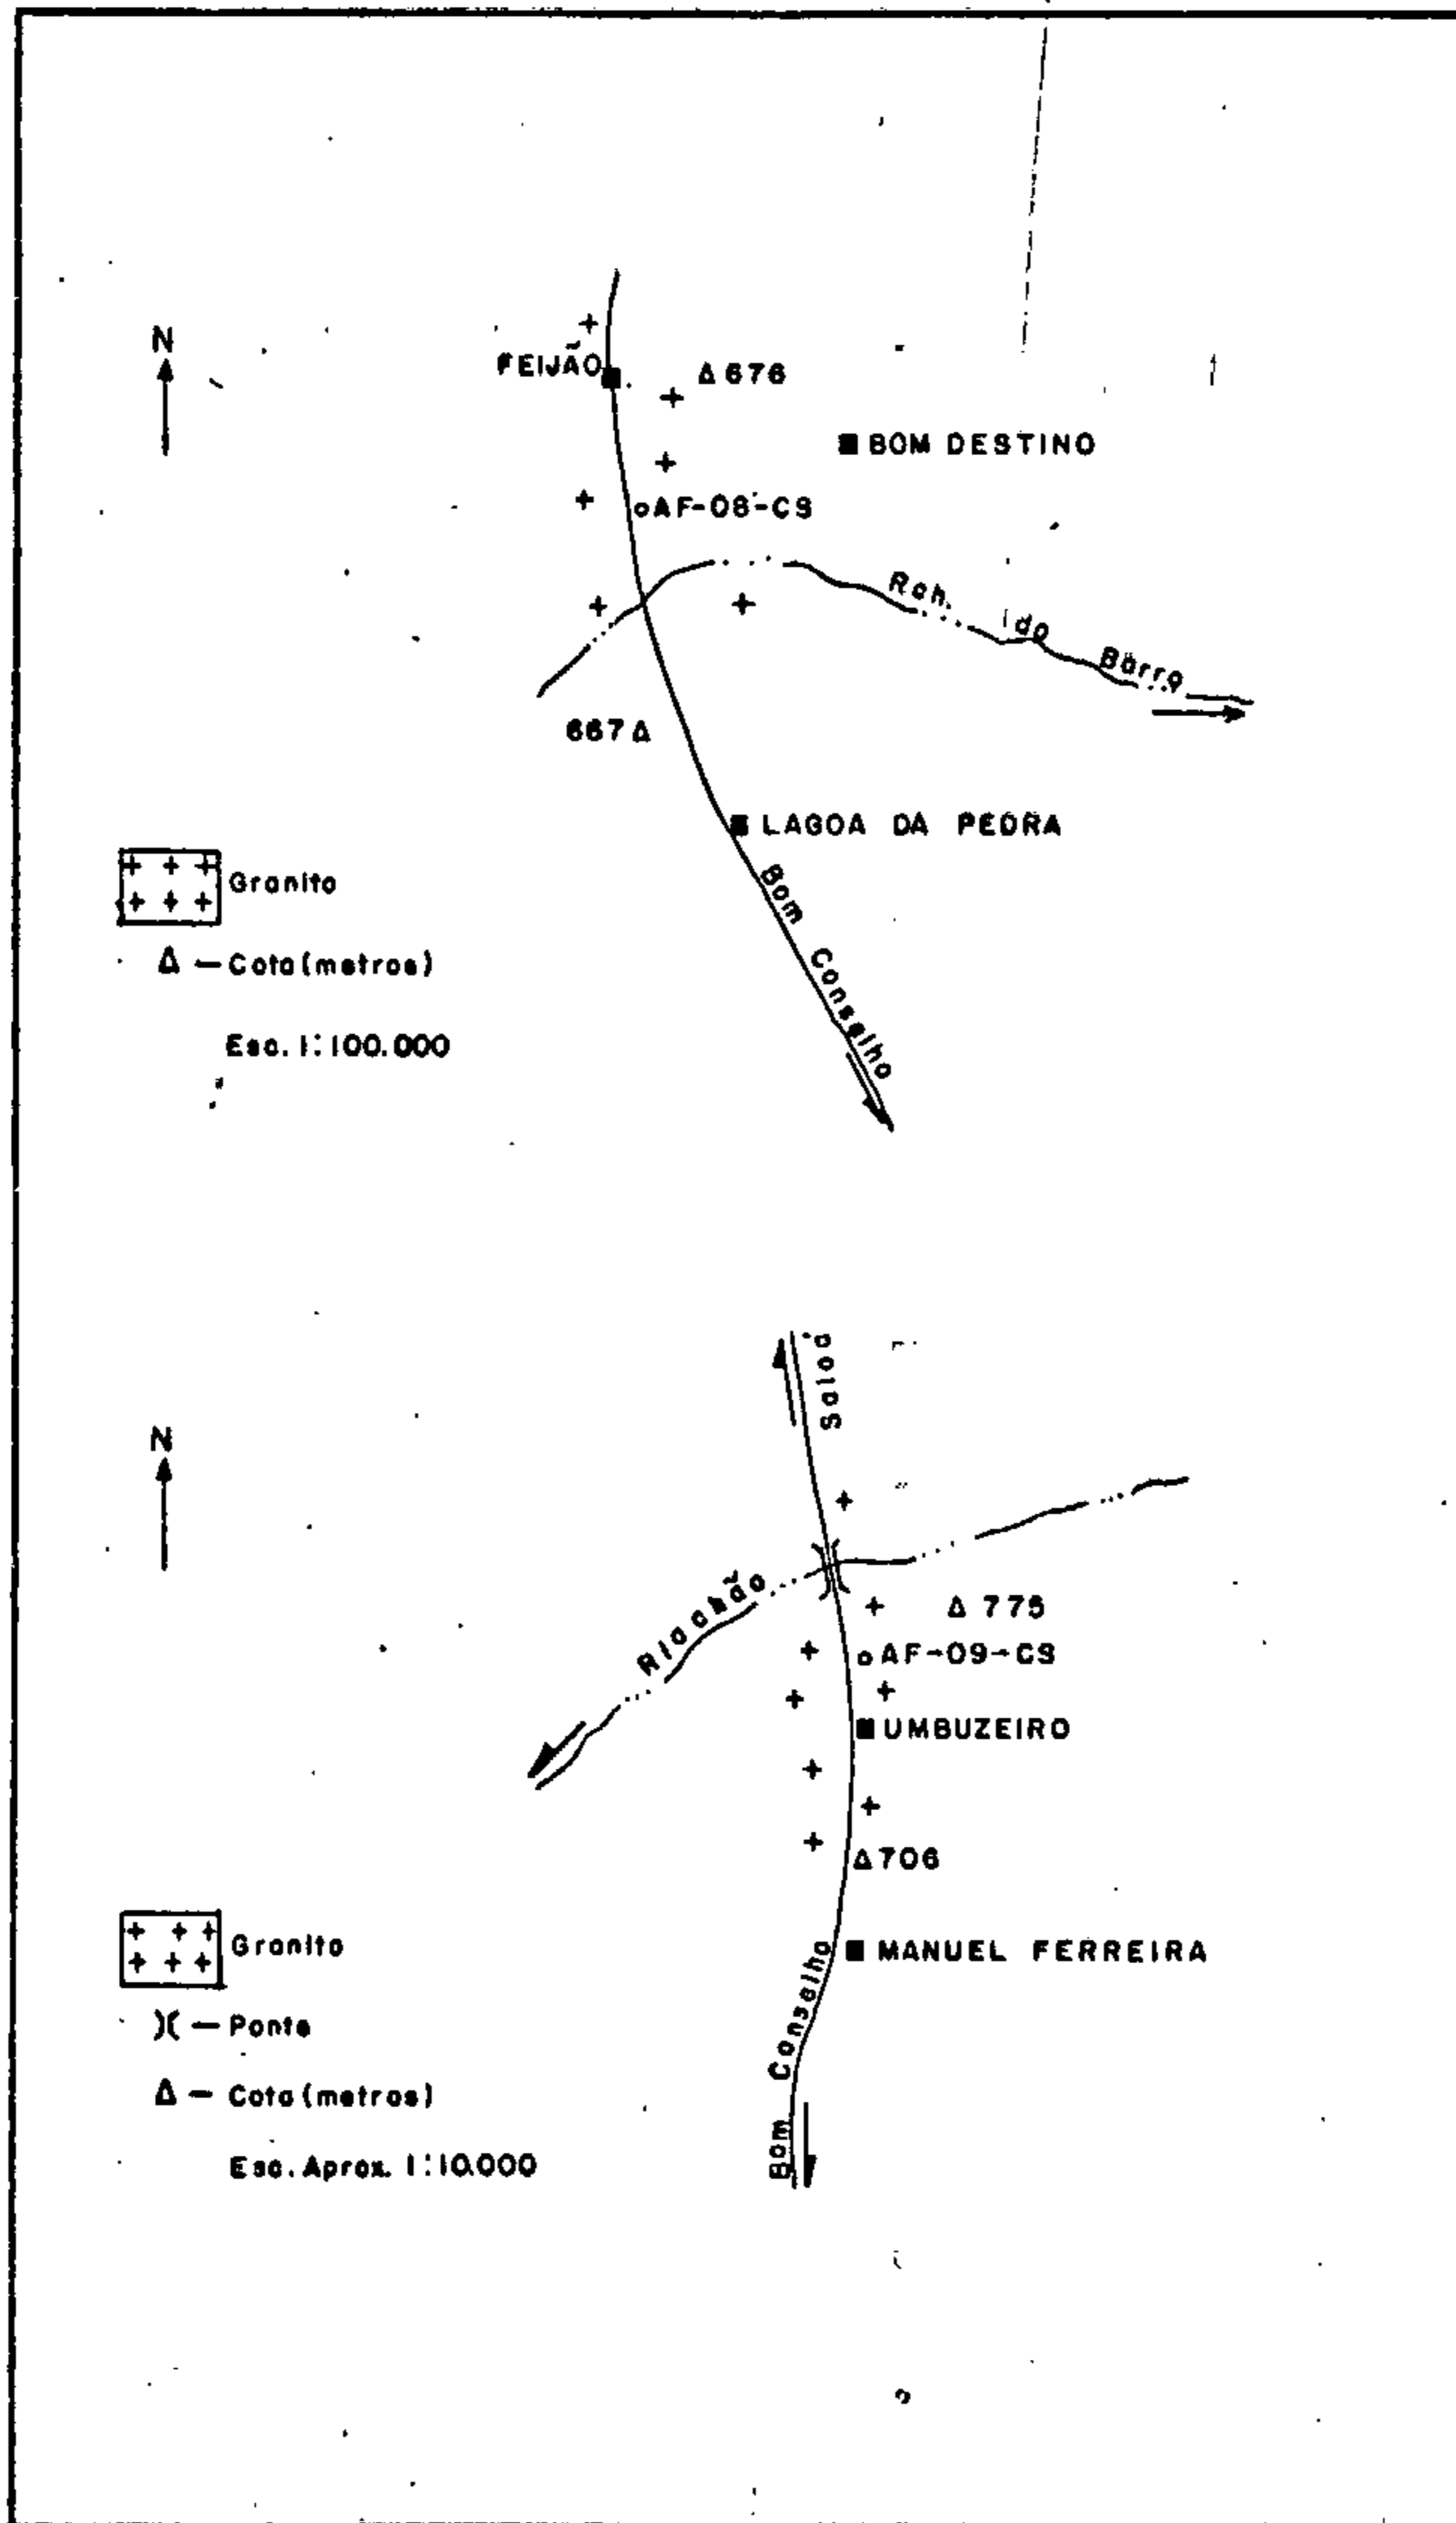 N
FEIJÃO
Δ 676
BOM DESTINO
AF-08-CS
Rch. do Barro
667 Δ
LAGOA DA PEDRA
Granito
Bom Conselho
Δ — Cota (metros)
Esc. 1:100.000
Saloá
N
Riachão
Δ 775
AF-09-CS
UMBUZEIRO
Δ 706
Granito
MANUEL FERREIRA
Bom Conselho
)( — Ponte
Δ — Cota (metros)
Esc. Aprox. 1:10.000